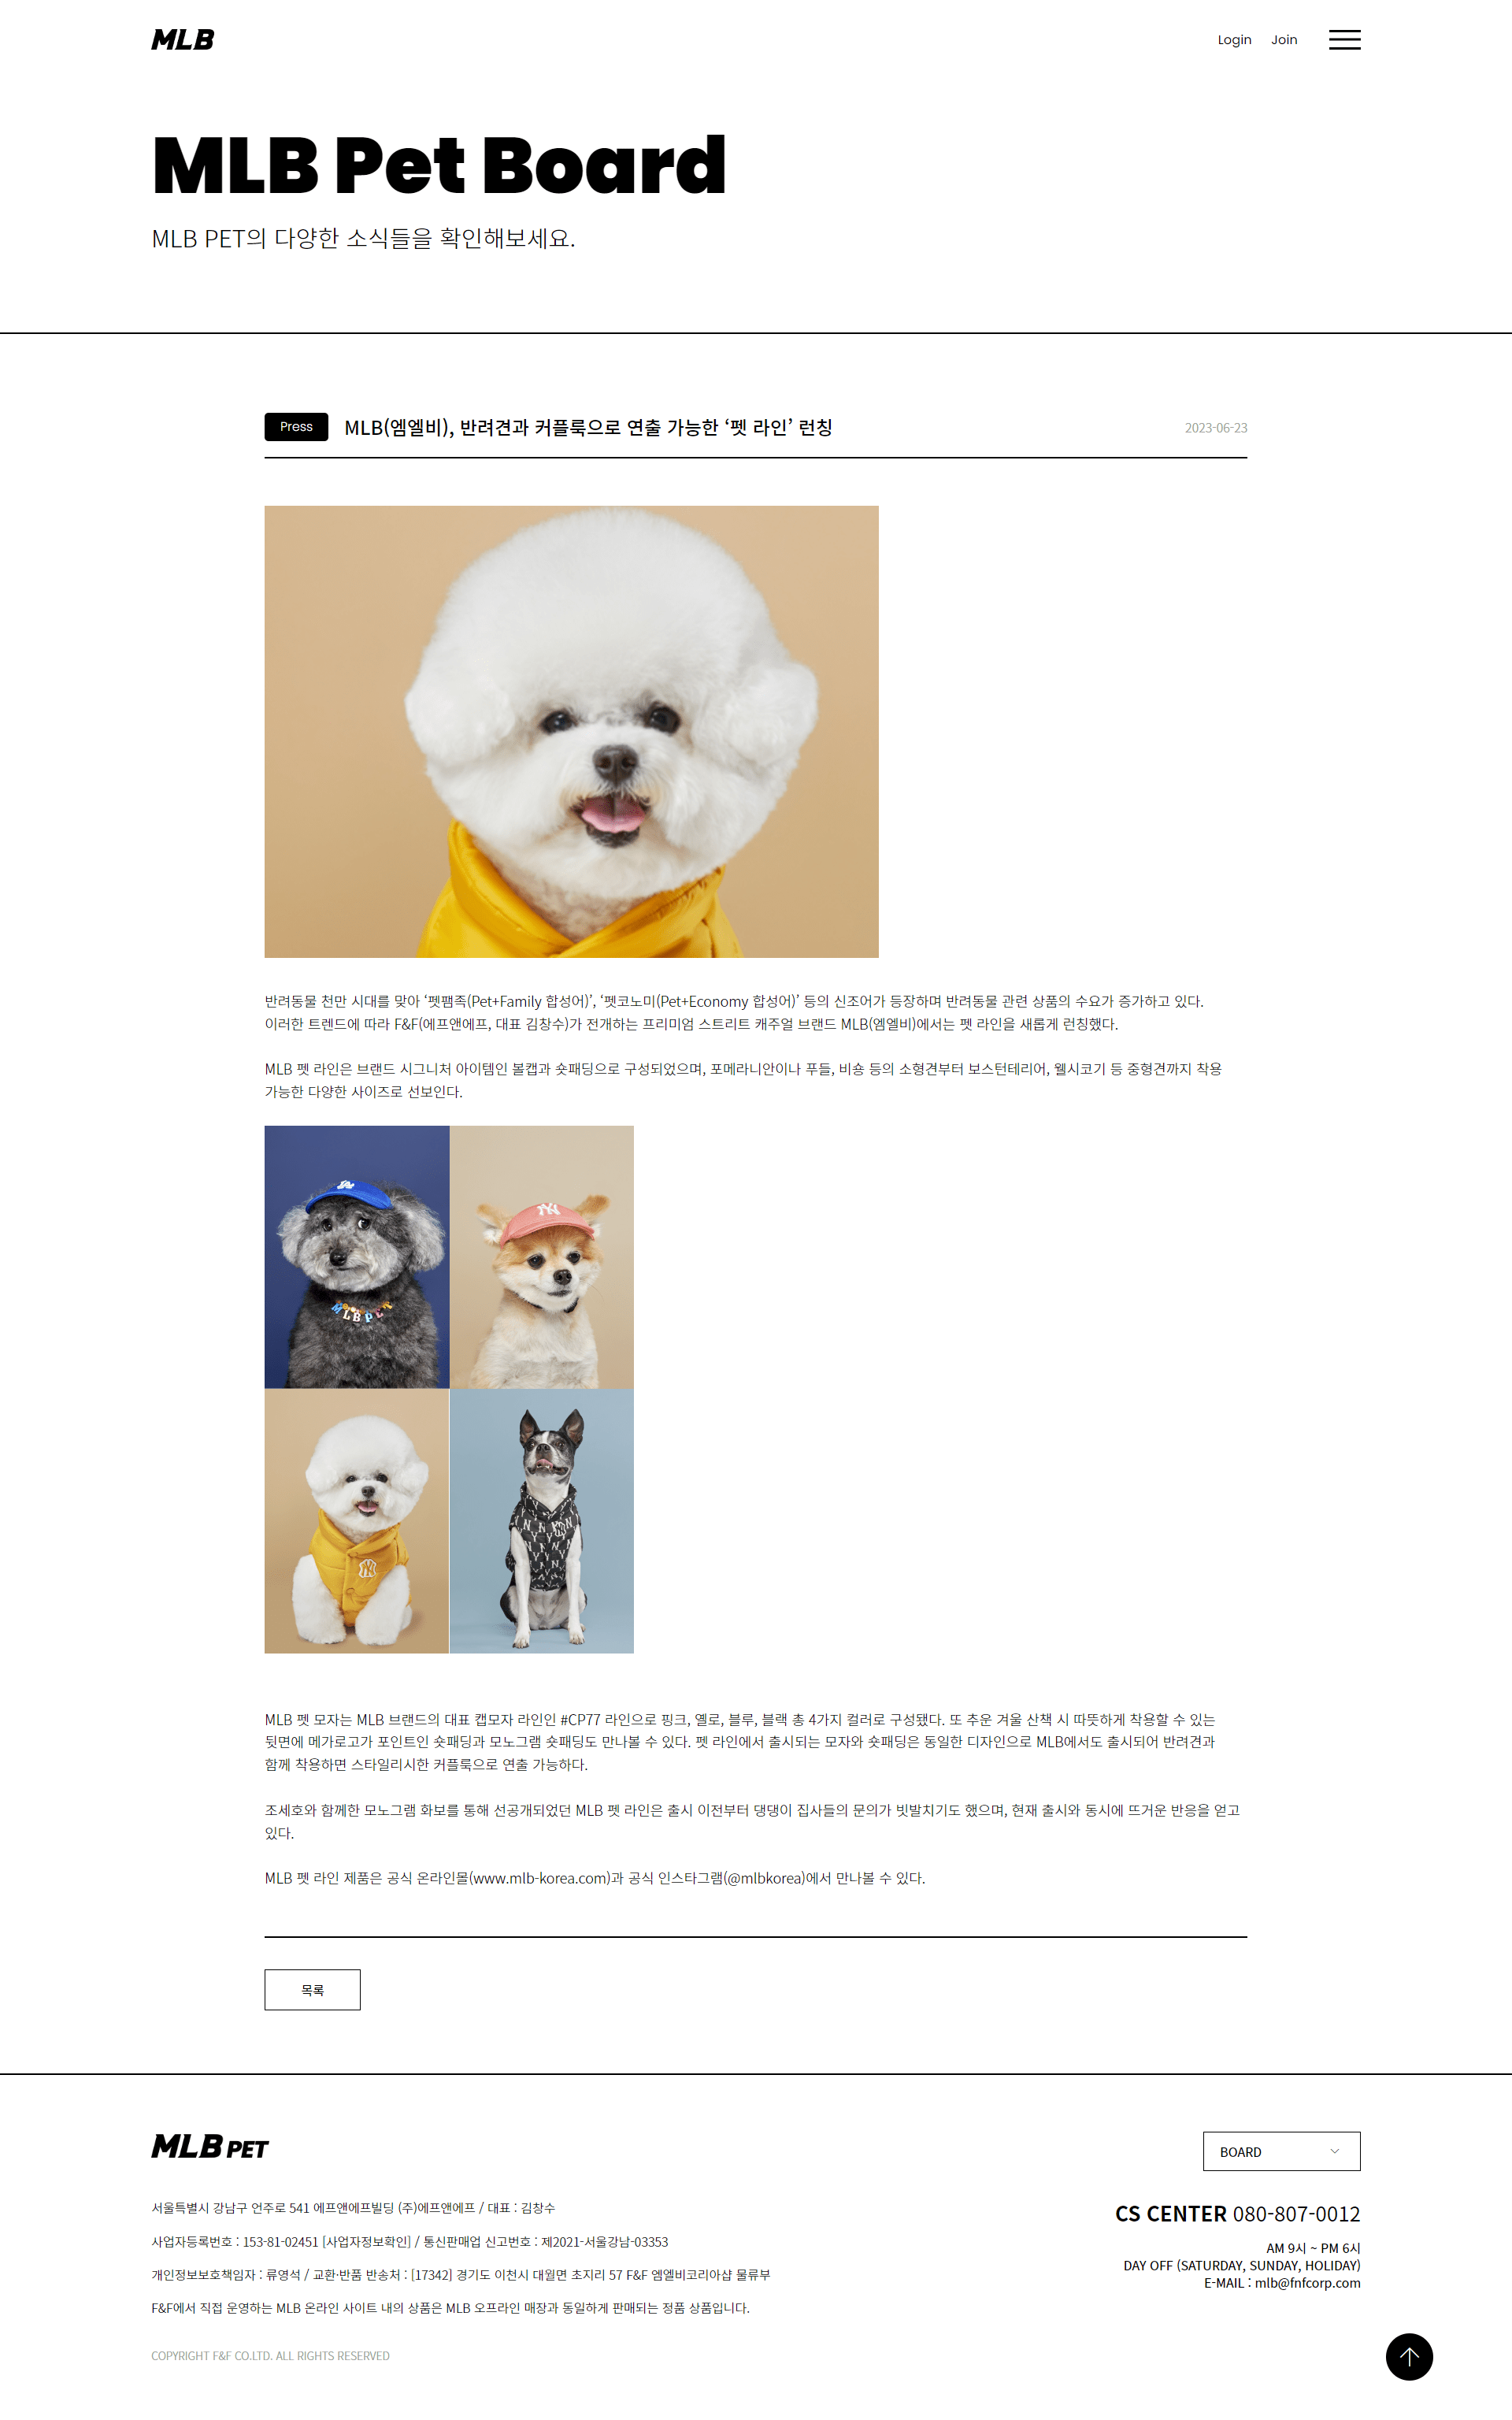 MLB
Login Join
MLB Pet Board
MLB PET의 다양한 소식들을 확인해보세요.
Press MLB(엠엘비), 반려견과 커플룩으로 연출 가능한 ‘펫 라인’ 런칭 2023-06-23
반려동물 천만 시대를 맞아 ‘펫팸족(Pet+Family 합성어)’, ‘펫코노미(Pet+Economy 합성어)’ 등의 신조어가 등장하며 반려동물 관련 상품의 수요가 증가하고 있다.
이러한 트렌드에 따라 F&F(에프앤에프, 대표 김창수)가 전개하는 프리미엄 스트리트 캐주얼 브랜드 MLB(엠엘비)에서는 펫 라인을 새롭게 런칭했다.
MLB 펫 라인은 브랜드 시그니처 아이템인 볼캡과 숏패딩으로 구성되었으며, 포메라니안이나 푸들, 비숑 등의 소형견부터 보스턴테리어, 웰시코기 등 중형견까지 착용
가능한 다양한 사이즈로 선보인다.
LA
NY
MLBPET
MLB 펫 모자는 MLB 브랜드의 대표 캡모자 라인인 #CP77 라인으로 핑크, 옐로, 블루, 블랙 총 4가지 컬러로 구성됐다. 또 추운 겨울 산책 시 따뜻하게 착용할 수 있는
뒷면에 메가로고가 포인트인 숏패딩과 모노그램 숏패딩도 만나볼 수 있다. 펫 라인에서 출시되는 모자와 숏패딩은 동일한 디자인으로 MLB에서도 출시되어 반려견과
함께 착용하면 스타일리시한 커플룩으로 연출 가능하다.
조세호와 함께한 모노그램 화보를 통해 선공개되었던 MLB 펫 라인은 출시 이전부터 댕댕이 집사들의 문의가 빗발치기도 했으며, 현재 출시와 동시에 뜨거운 반응을 얻고
있다.
MLB 펫 라인 제품은 공식 온라인몰(www.mlb-korea.com)과 공식 인스타그램(@mlbkorea)에서 만나볼 수 있다.
목록
MLB PET
BOARD
서울특별시 강남구 언주로 541 에프앤에프빌딩 (주)에프앤에프 / 대표 : 김창수
사업자등록번호 : 153-81-02451 [사업자정보확인] / 통신판매업 신고번호 : 제2021-서울강남-03353
개인정보보호책임자 : 류영석 / 교환·반품 반송처 : [17342] 경기도 이천시 대월면 초지리 57 F&F 엠엘비코리아샵 물류부
F&F에서 직접 운영하는 MLB 온라인 사이트 내의 상품은 MLB 오프라인 매장과 동일하게 판매되는 정품 상품입니다.
COPYRIGHT F&F CO.LTD. ALL RIGHTS RESERVED
CS CENTER 080-807-0012
AM 9시 ~ PM 6시
DAY OFF (SATURDAY, SUNDAY, HOLIDAY)
E-MAIL : mlb@fnfcorp.com